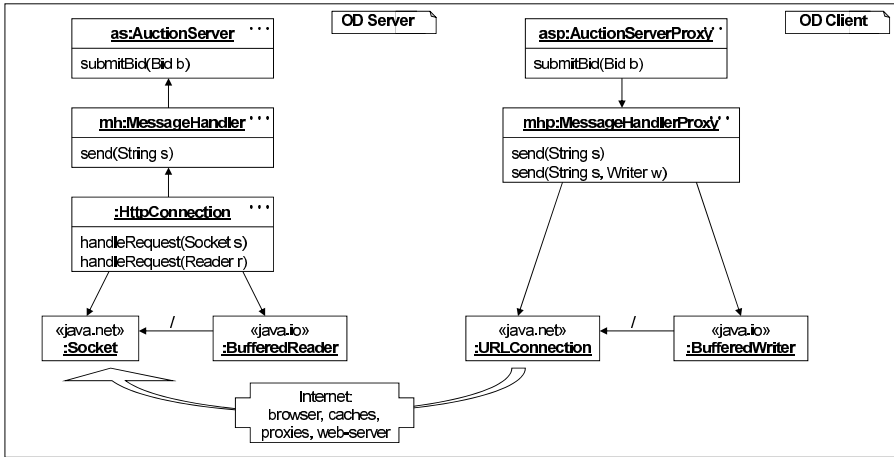 OD Server
as:AuctionServer ...
submitBid(Bid b)
mh:MessageHandler ...
send(String s)
:HttpConnection ...
handleRequest(Socket s)
handleRequest(Reader r)
«java.net»
:Socket
/
«java.io»
:BufferedReader
OD Client
asp:AuctionServerProxy ...
submitBid(Bid b)
mhp:MessageHandlerProxy ...
send(String s)
send(String s, Writer w)
«java.net»
:URLConnection
/
«java.io»
:BufferedWriter
Internet:
browser, caches,
proxies, web-server